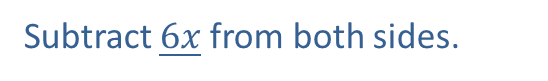 Subtract 6x from both sides.